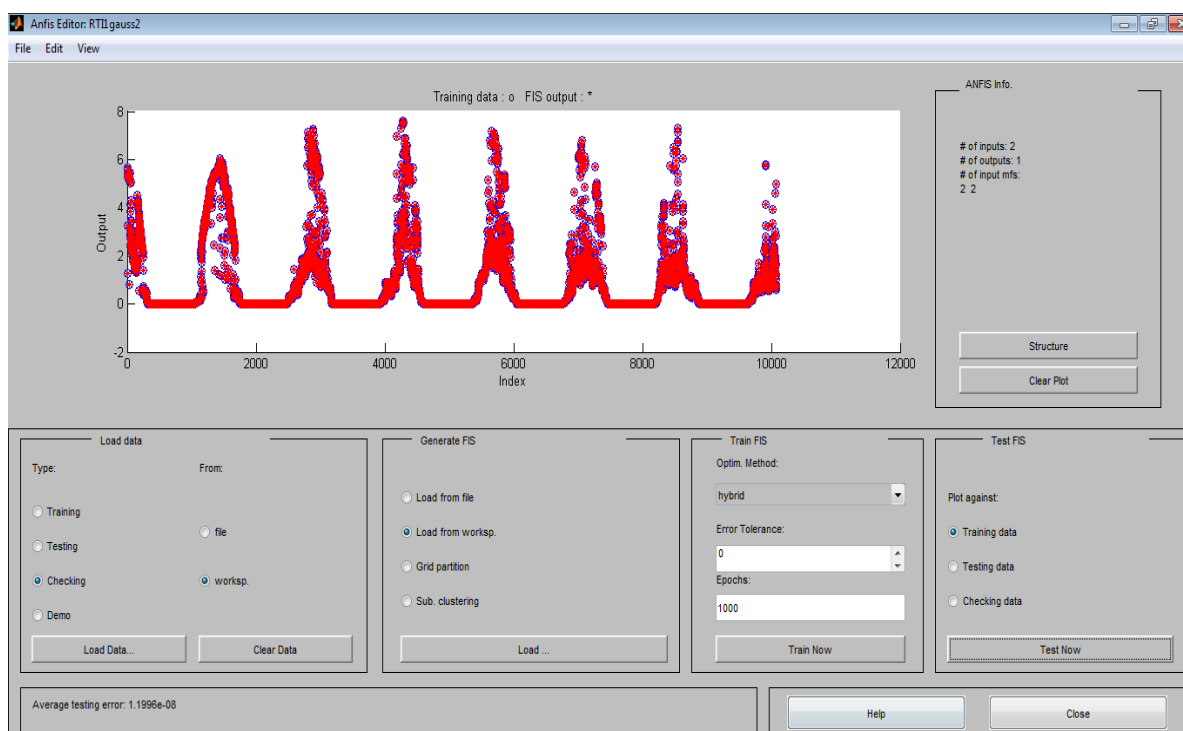 Anfis Editor: RTI1gauss2
File Edit View
Training data : o FIS output : *
8
6
4
2
0
-2
Output
0 2000 4000 6000 8000 10000 12000
Index
ANFIS Info.
# of inputs: 2
# of outputs: 1
# of input mfs:
2 2
Structure
Clear Plot
Load data
Type: From:
Training
Testing
Checking
Demo
file
worksp.
Load Data...
Clear Data
Generate FIS
Load from file
Load from worksp.
Grid partition
Sub. clustering
Load ...
Train FIS
Optim. Method:
hybrid
Error Tolerance:
0
Epochs:
1000
Train Now
Test FIS
Plot against:
Training data
Testing data
Checking data
Test Now
Average testing error: 1.1996e-08
Help
Close